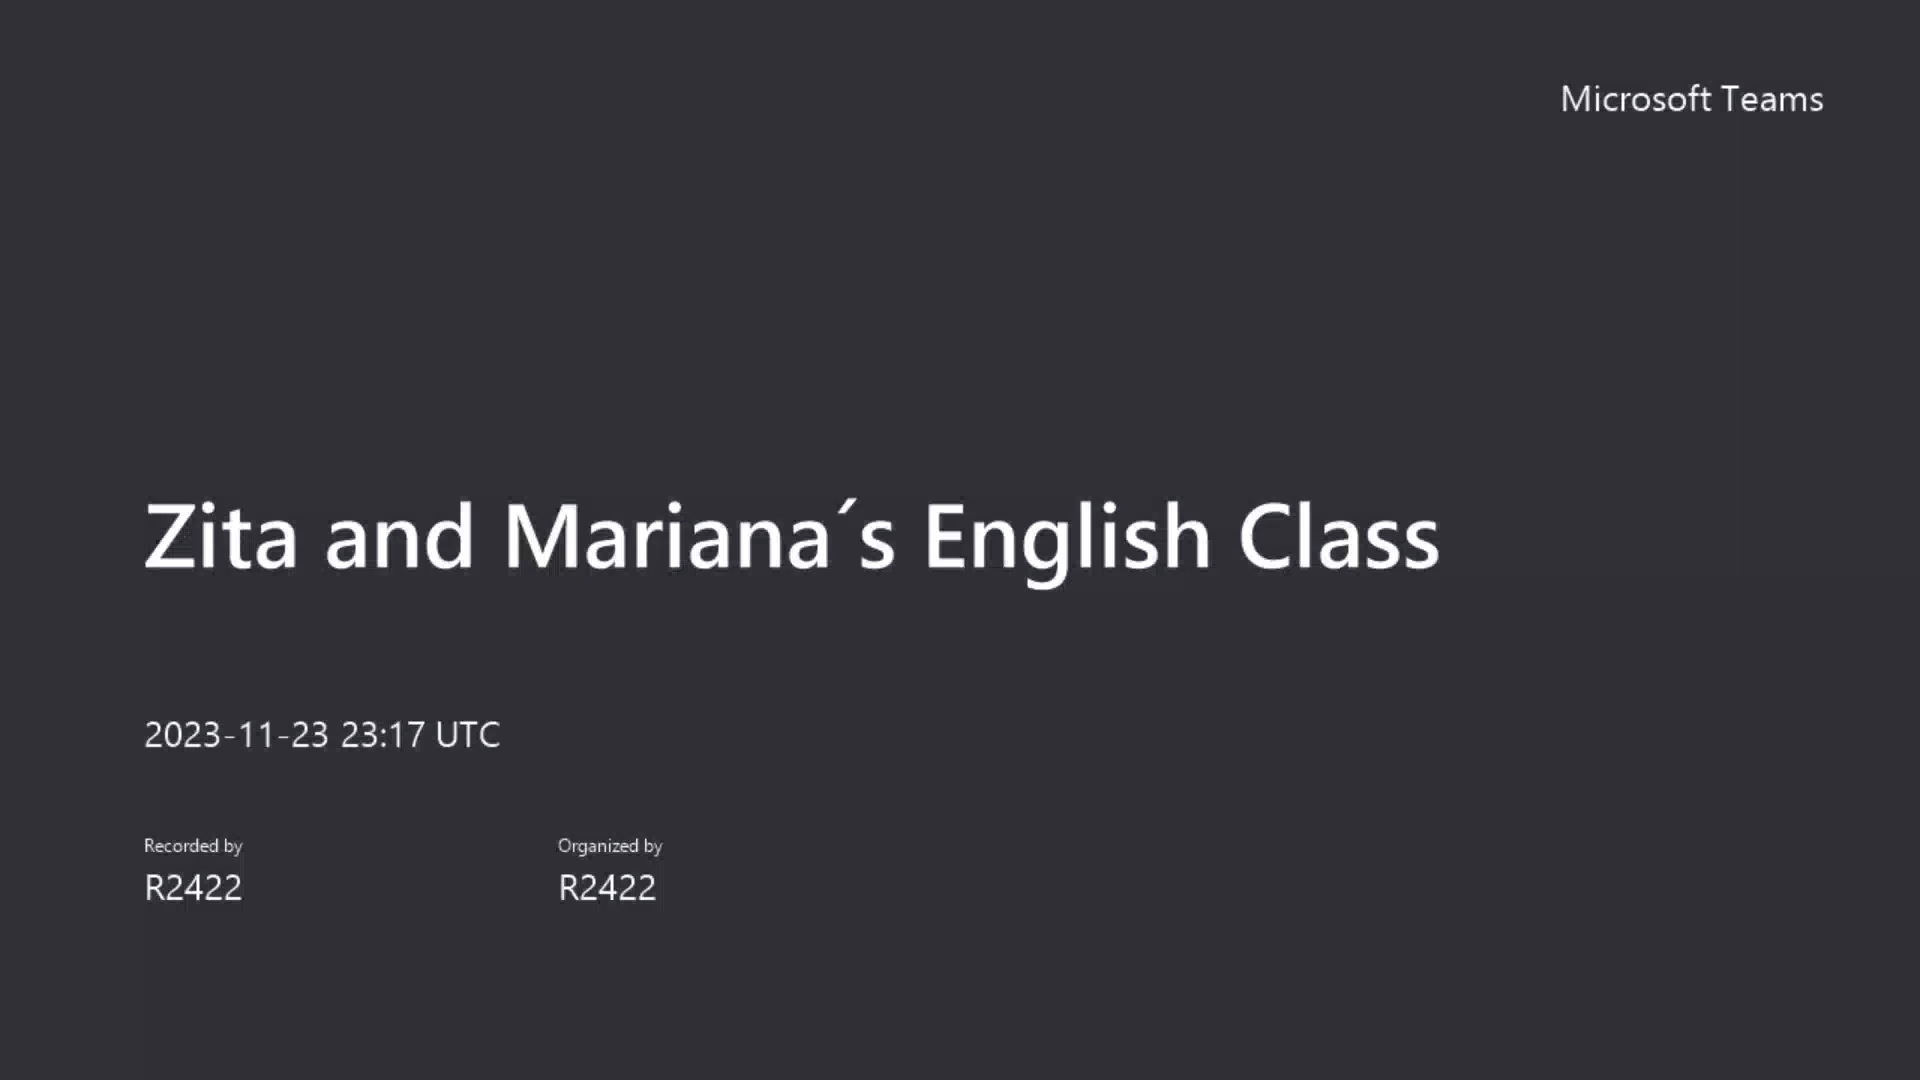 Microsoft Teams
Zita and Mariana´s English Class
2023-11-23 23:17 UTC
Recorded by
R2422
Organized by
R2422